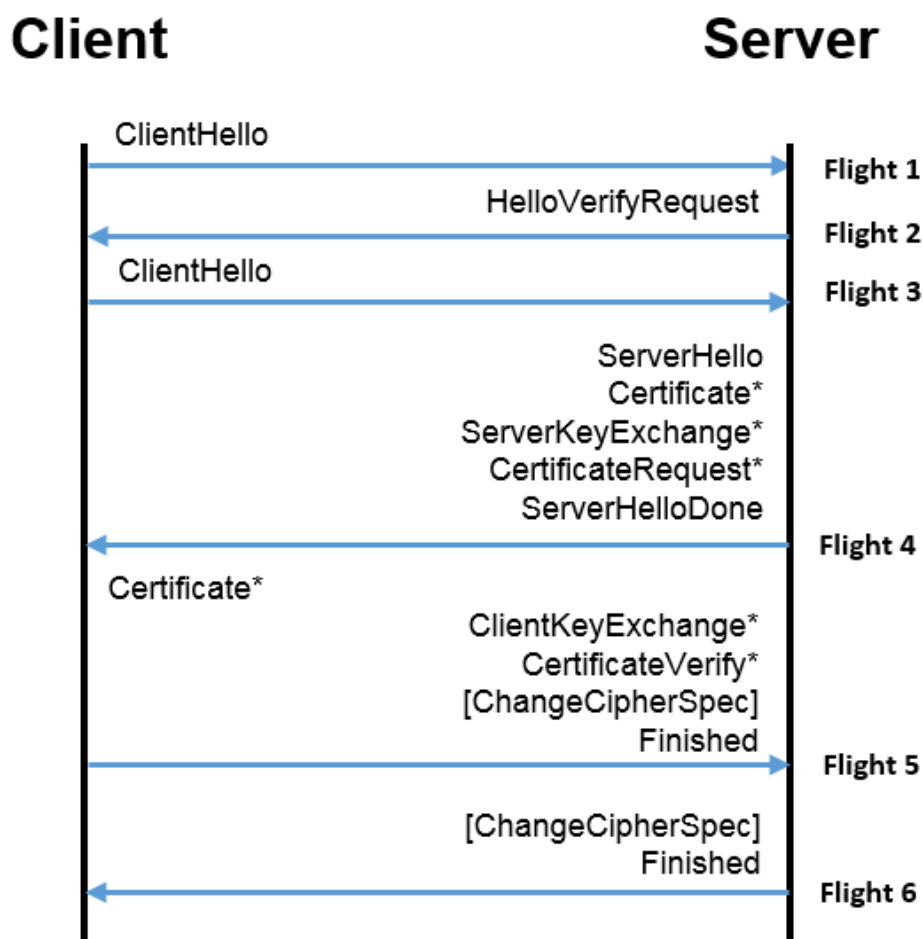 Client
Server
ClientHello
Flight 1
HelloVerifyRequest
Flight 2
ClientHello
Flight 3
ServerHello
Certificate*
ServerKeyExchange*
CertificateRequest*
ServerHelloDone
Flight 4
Certificate*
ClientKeyExchange*
CertificateVerify*
[ChangeCipherSpec]
Finished
Flight 5
[ChangeCipherSpec]
Finished
Flight 6